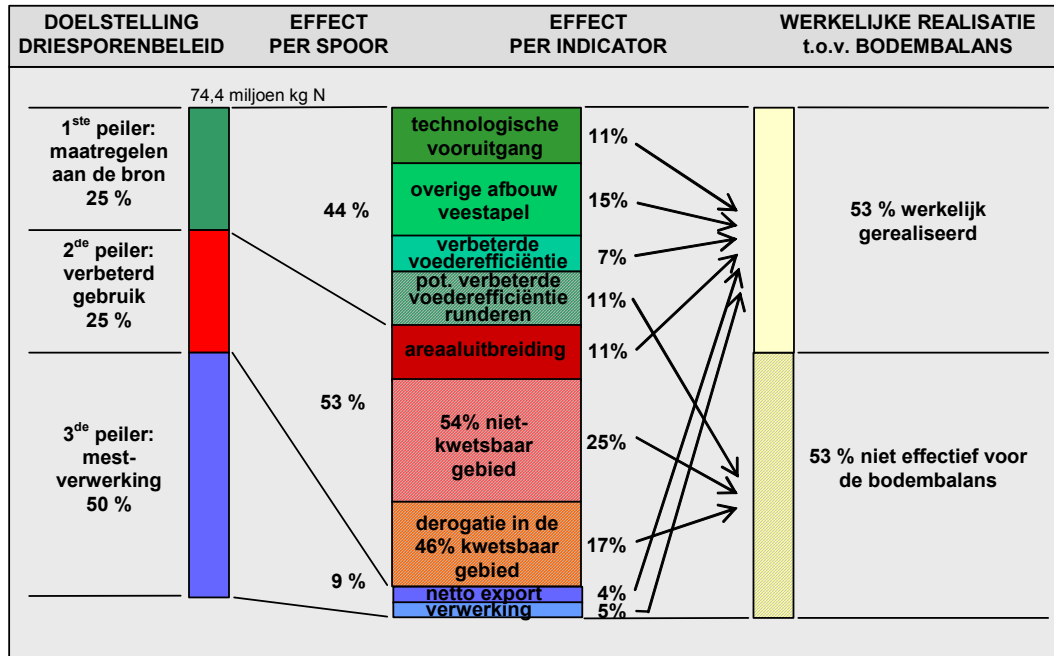 DOELSTELLING
DRIESPORENBELEID
EFFECT
PER SPOOR
EFFECT
PER INDICATOR
WERKELIJKE REALISATIE
t.o.v. BODEMBALANS
74,4 miljoen kg N
1ste peiler:
maatregelen
aan de bron
25 %
2de peiler:
verbeterd
gebruik
25 %
3de peiler:
mest-
verwerking
50 %
44 %
53 %
9 %
technologische
vooruitgang
11%
overige afbouw
veestapel
15%
verbeterde
voederefficiëntie
7%
pot. verbeterde
voederefficiëntie
runderen
11%
areaaluitbreiding
11%
54% niet-
kwetsbaar
gebied
25%
derogatie in de
46% kwetsbaar
gebied
17%
netto export
4%
verwerking
5%
53 % werkelijk
gerealiseerd
53 % niet effectief voor
de bodembalans